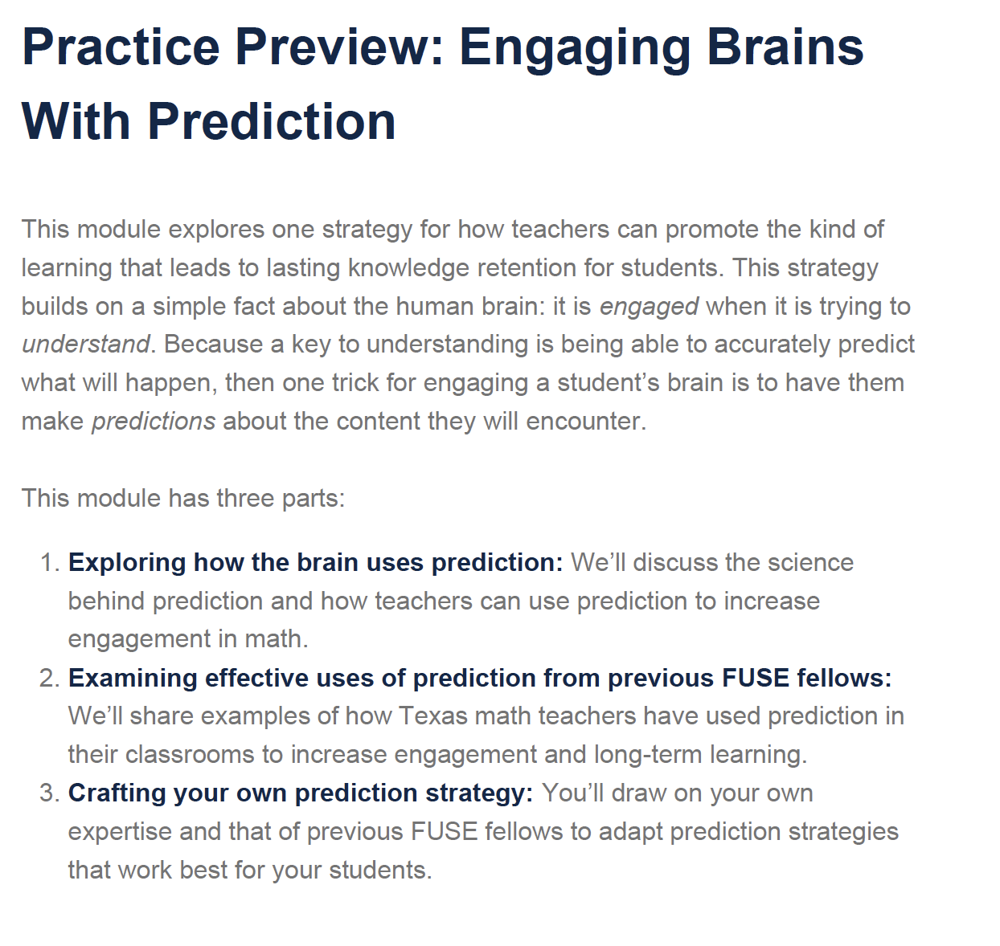 Practice Preview: Engaging Brains
With Prediction
This module explores one strategy for how teachers can promote the kind of
learning that leads to lasting knowledge retention for students. This strategy
builds on a simple fact about the human brain: it is engaged when it is trying to
understand. Because a key to understanding is being able to accurately predict
what will happen, then one trick for engaging a student’s brain is to have them
make predictions about the content they will encounter.
This module has three parts:
1. Exploring how the brain uses prediction: We’ll discuss the science
behind prediction and how teachers can use prediction to increase
engagement in math.
2. Examining effective uses of prediction from previous FUSE fellows:
We’ll share examples of how Texas math teachers have used prediction in
their classrooms to increase engagement and long-term learning.
3. Crafting your own prediction strategy: You’ll draw on your own
expertise and that of previous FUSE fellows to adapt prediction strategies
that work best for your students.